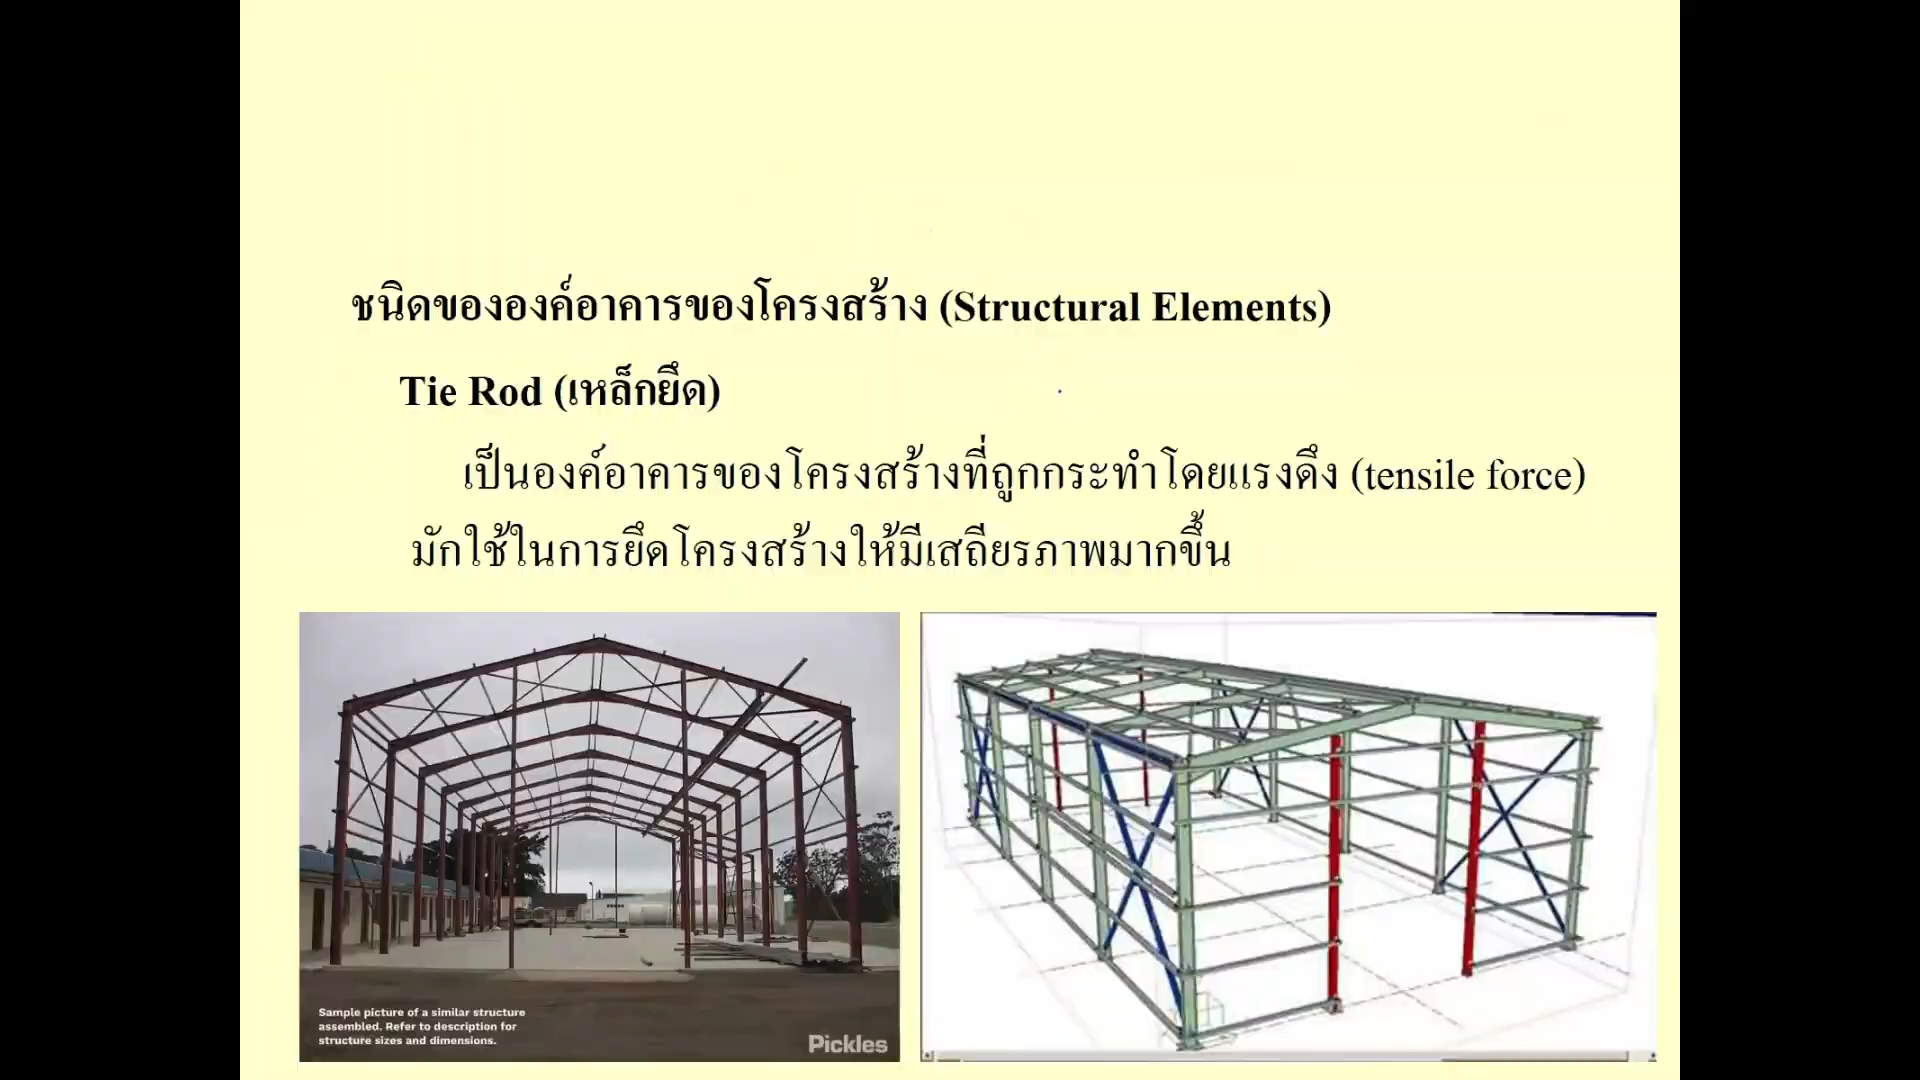 ชนิดขององค์อาคารของโครงสร้าง (Structural Elements)
Tie Rod (เหล็กยึด)
เป็นองค์อาคารของโครงสร้างที่ถูกกระทำโดยแรงดึง (tensile force)
มักใช้ในการยึดโครงสร้างให้มีเสถียรภาพมากขึ้น
Sample picture of a similar structure
assembled. Refer to description for
structure sizes and dimensions.
Pickles